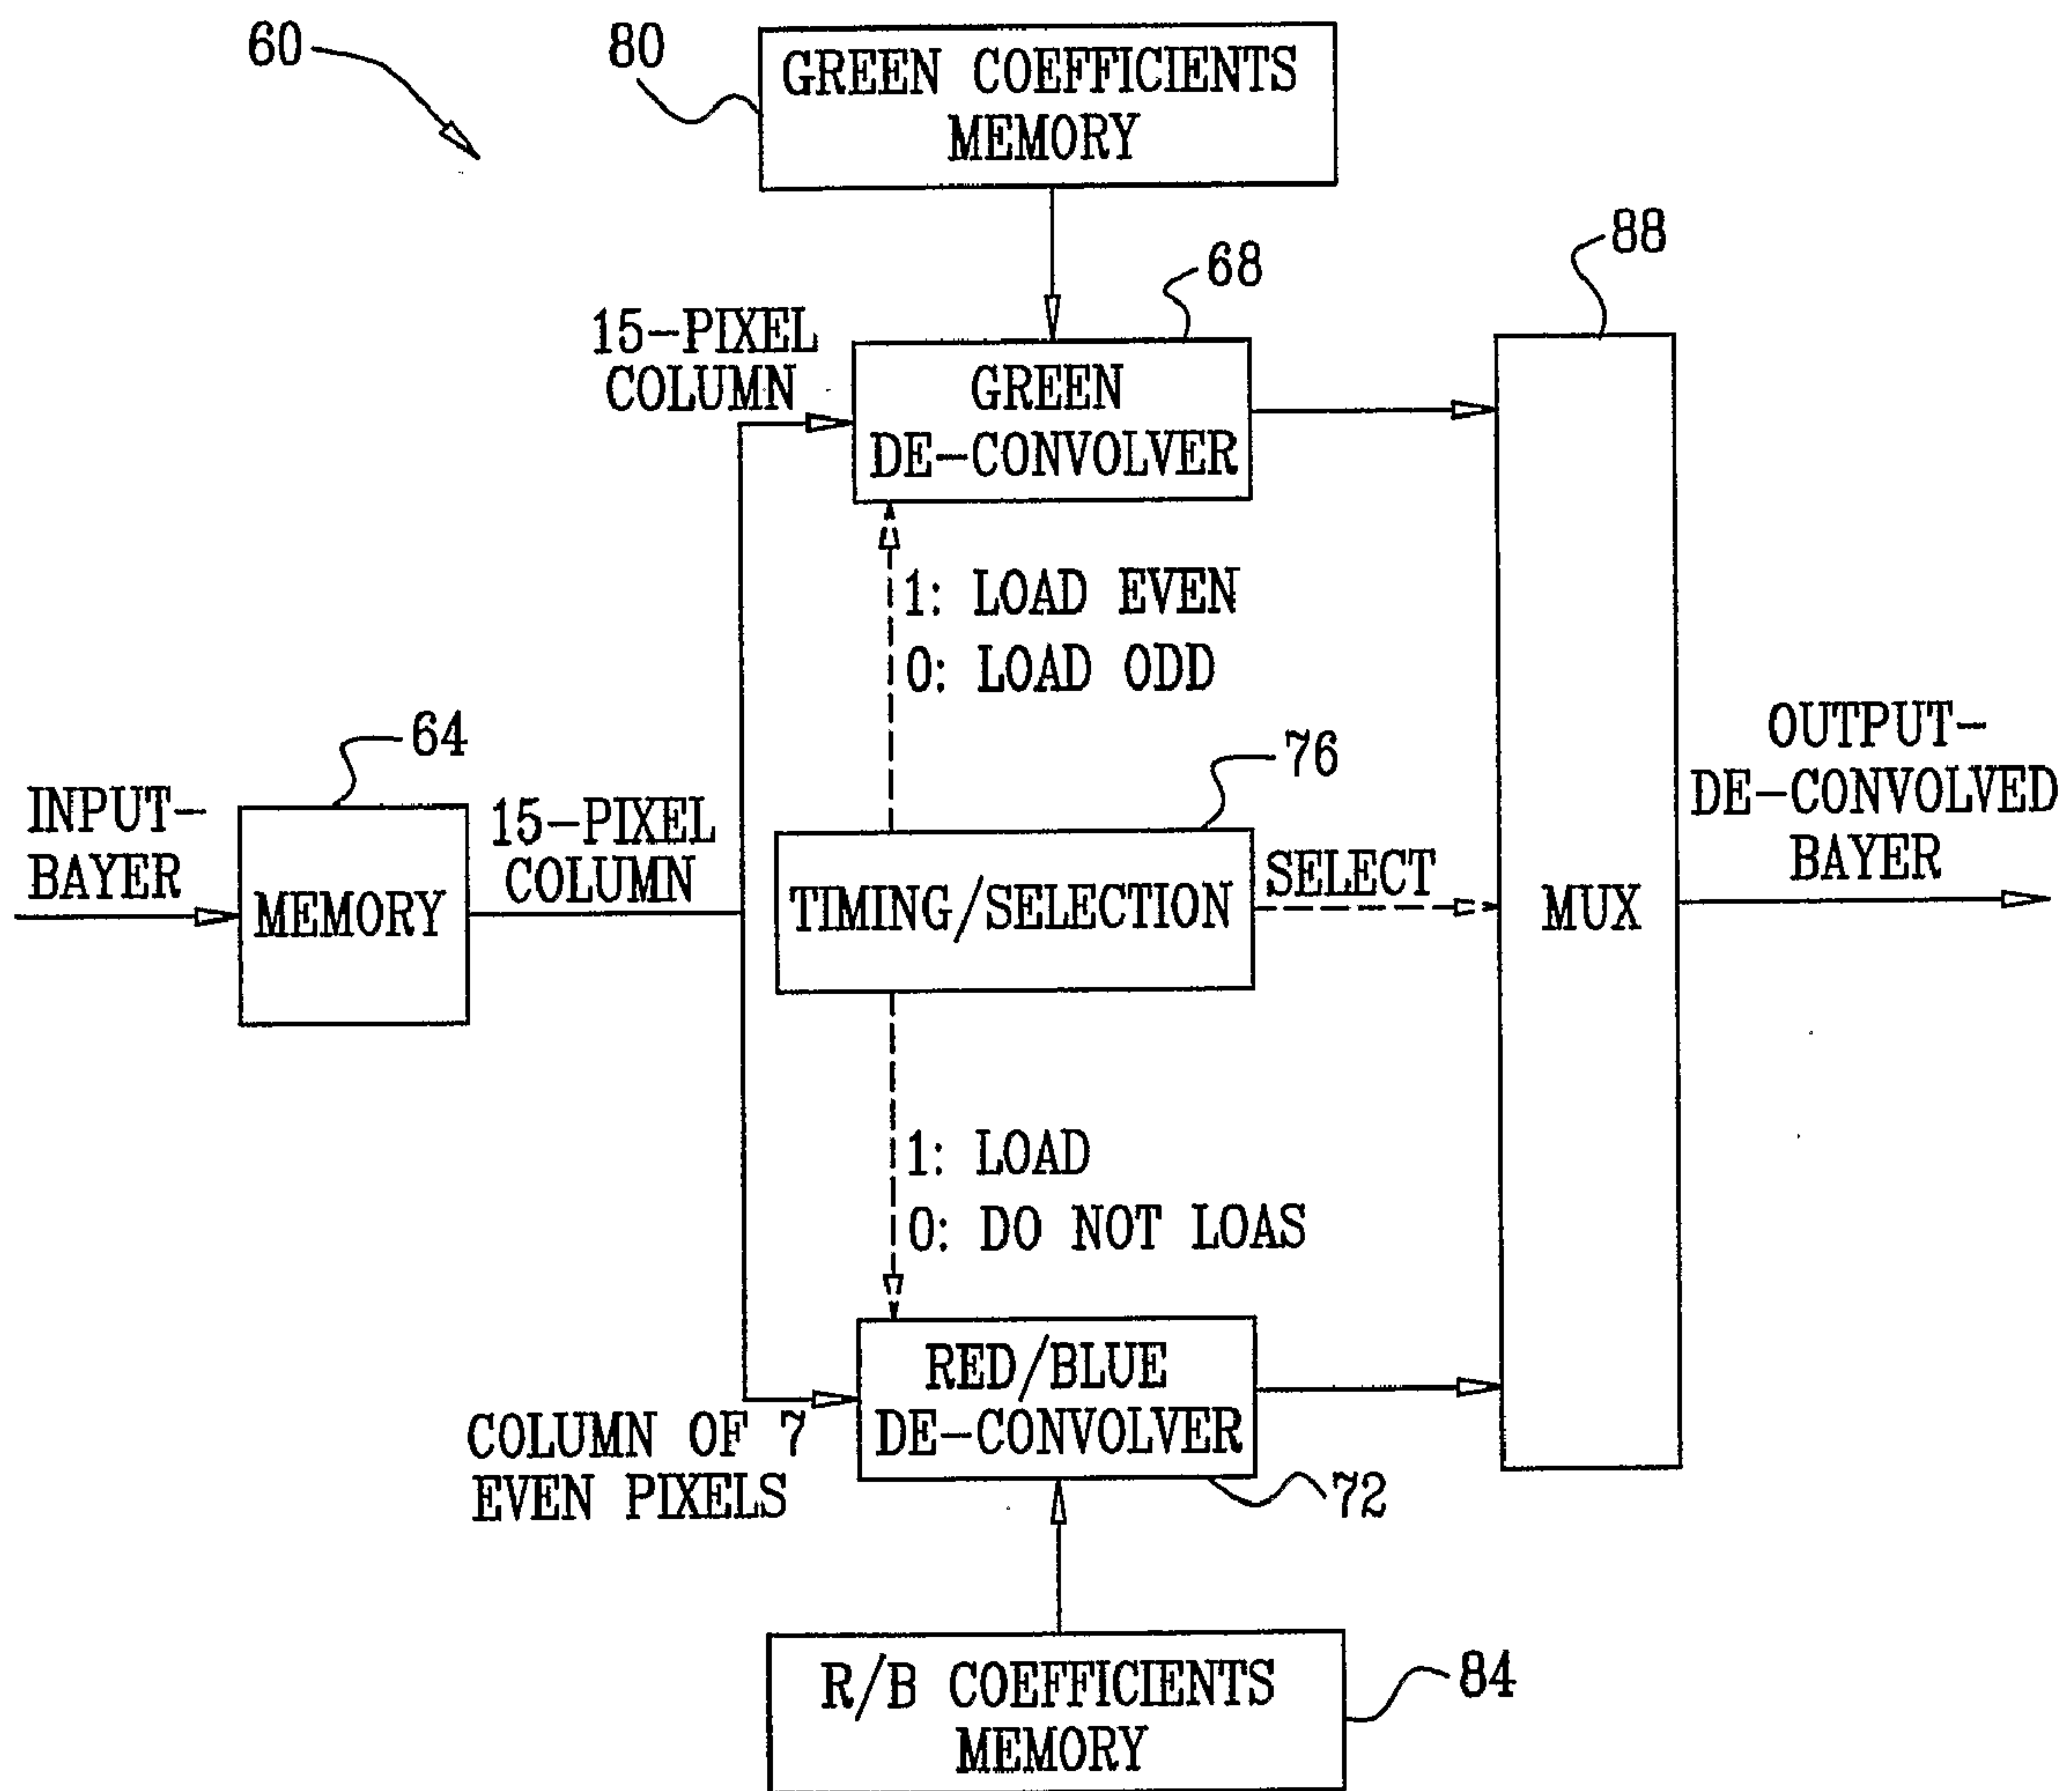 60
80
GREEN COEFFICIENTS
MEMORY
88
68
15-PIXEL
COLUMN
GREEN
DE-CONVOLVER
1: LOAD EVEN
0: LOAD ODD
64
76
OUTPUT-
DE-CONVOLVED
BAYER
INPUT-
BAYER
MEMORY
15-PIXEL
COLUMN
TIMING/SELECTION
SELECT
MUX
1: LOAD
0: DO NOT LOAS
RED/BLUE
DE-CONVOLVER
COLUMN OF 7
EVEN PIXELS
72
R/B COEFFICIENTS
MEMORY
84